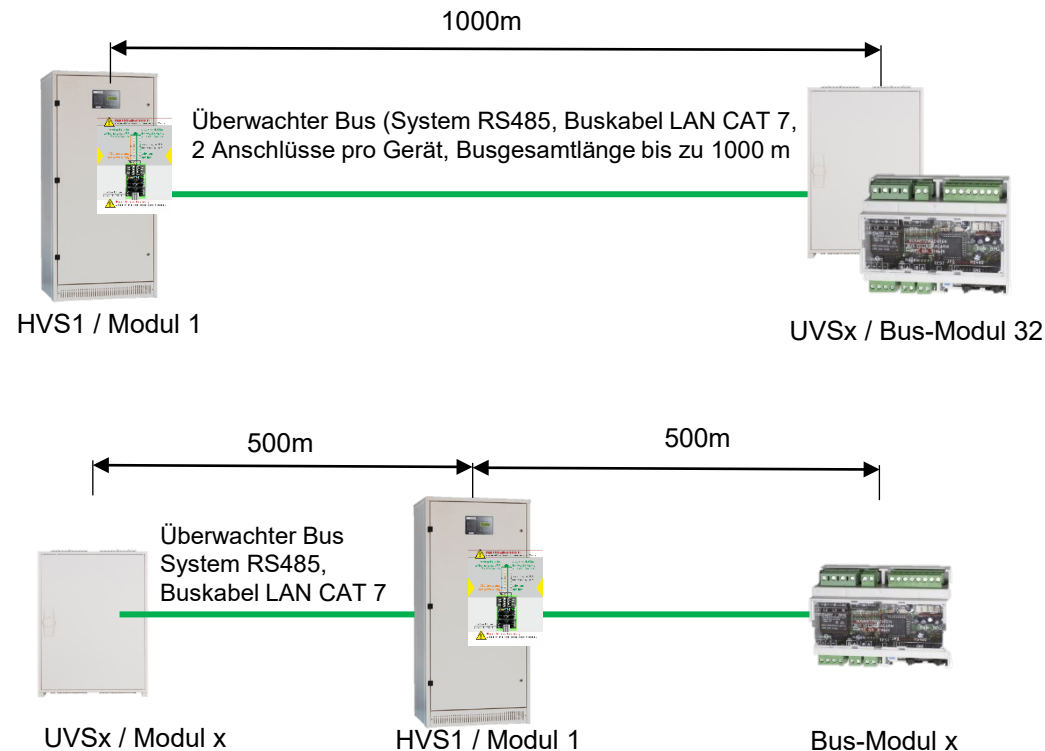 1000m
Überwachter Bus (System RS485, Buskabel LAN CAT 7,
2 Anschlüsse pro Gerät, Busgesamtlänge bis zu 1000 m
HVS1 / Modul 1
UVSx / Bus-Modul 32
500m
500m
Überwachter Bus
System RS485,
Buskabel LAN CAT 7
UVSx / Modul x
HVS1 / Modul 1
Bus-Modul x